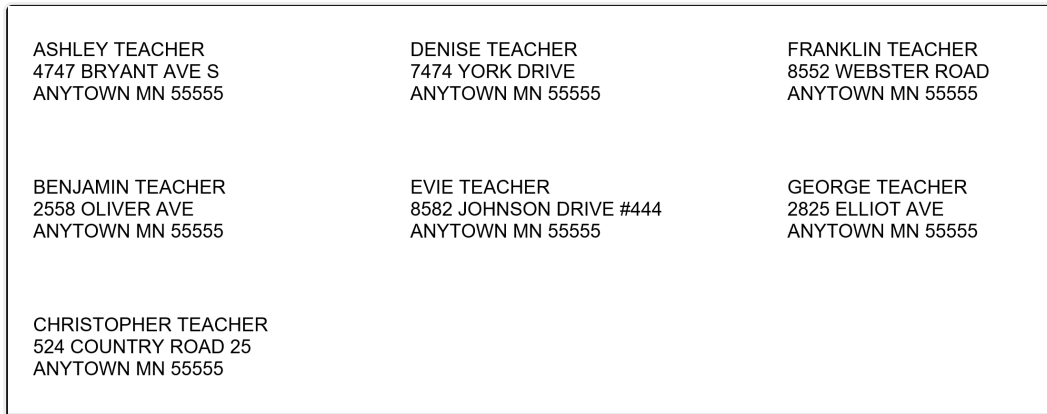 ASHLEY TEACHER
4747 BRYANT AVE S
ANYTOWN MN 55555
BENJAMIN TEACHER
2558 OLIVER AVE
ANYTOWN MN 55555
CHRISTOPHER TEACHER
524 COUNTRY ROAD 25
ANYTOWN MN 55555
DENISE TEACHER
7474 YORK DRIVE
ANYTOWN MN 55555
EVIE TEACHER
8582 JOHNSON DRIVE #444
ANYTOWN MN 55555
FRANKLIN TEACHER
8552 WEBSTER ROAD
ANYTOWN MN 55555
GEORGE TEACHER
2825 ELLIOT AVE
ANYTOWN MN 55555